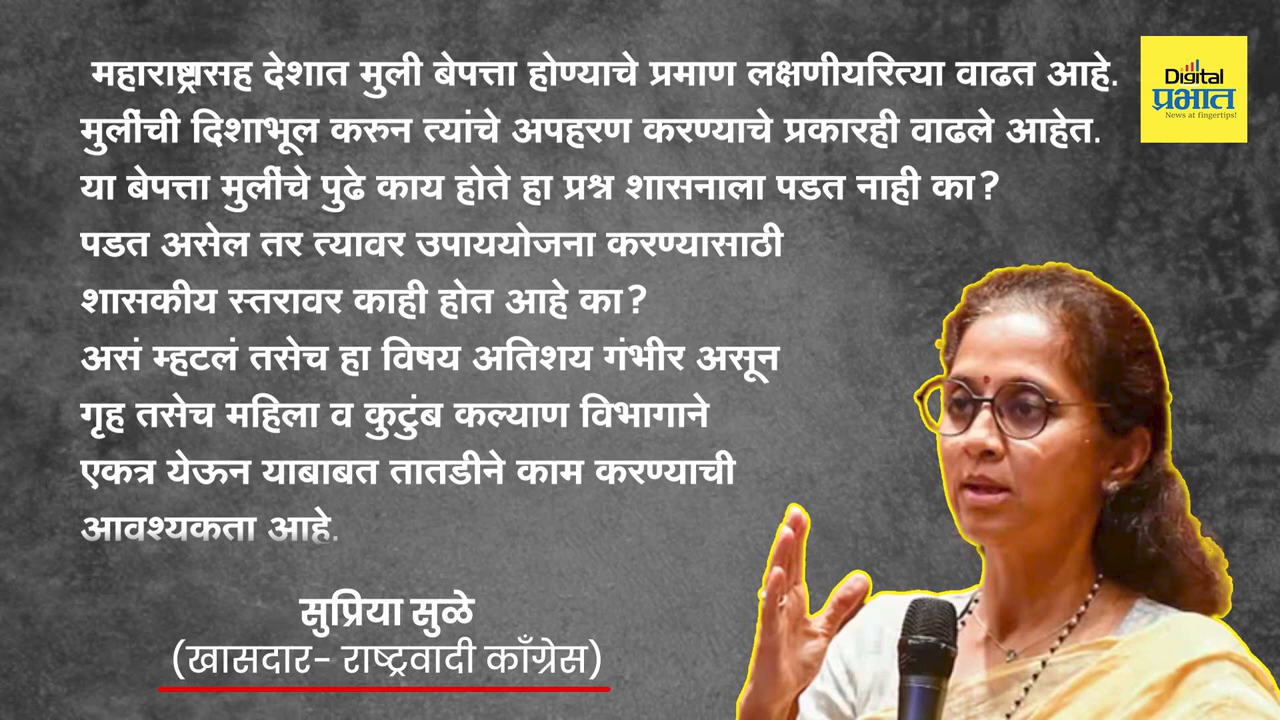 महाराष्ट्रासह देशात मुली बेपत्ता होण्याचे प्रमाण लक्षणीयरित्या वाढत आहे.
मुलींची दिशाभूल करुन त्यांचे अपहरण करण्याचे प्रकारही वाढले आहेत.
या बेपत्ता मुलींचे पुढे काय होते हा प्रश्न शासनाला पडत नाही का?
पडत असेल तर त्यावर उपाययोजना करण्यासाठी
शासकीय स्तरावर काही होत आहे का?
असं म्हटलं तसेच हा विषय अतिशय गंभीर असून
गृह तसेच महिला व कुटुंब कल्याण विभागाने
एकत्र येऊन याबाबत तातडीने काम करण्याची
आवश्यकता आहे.
सुप्रिया सुळे
(खासदार- राष्ट्रवादी काँग्रेस)
Digital
प्रभात
News at fingertips!